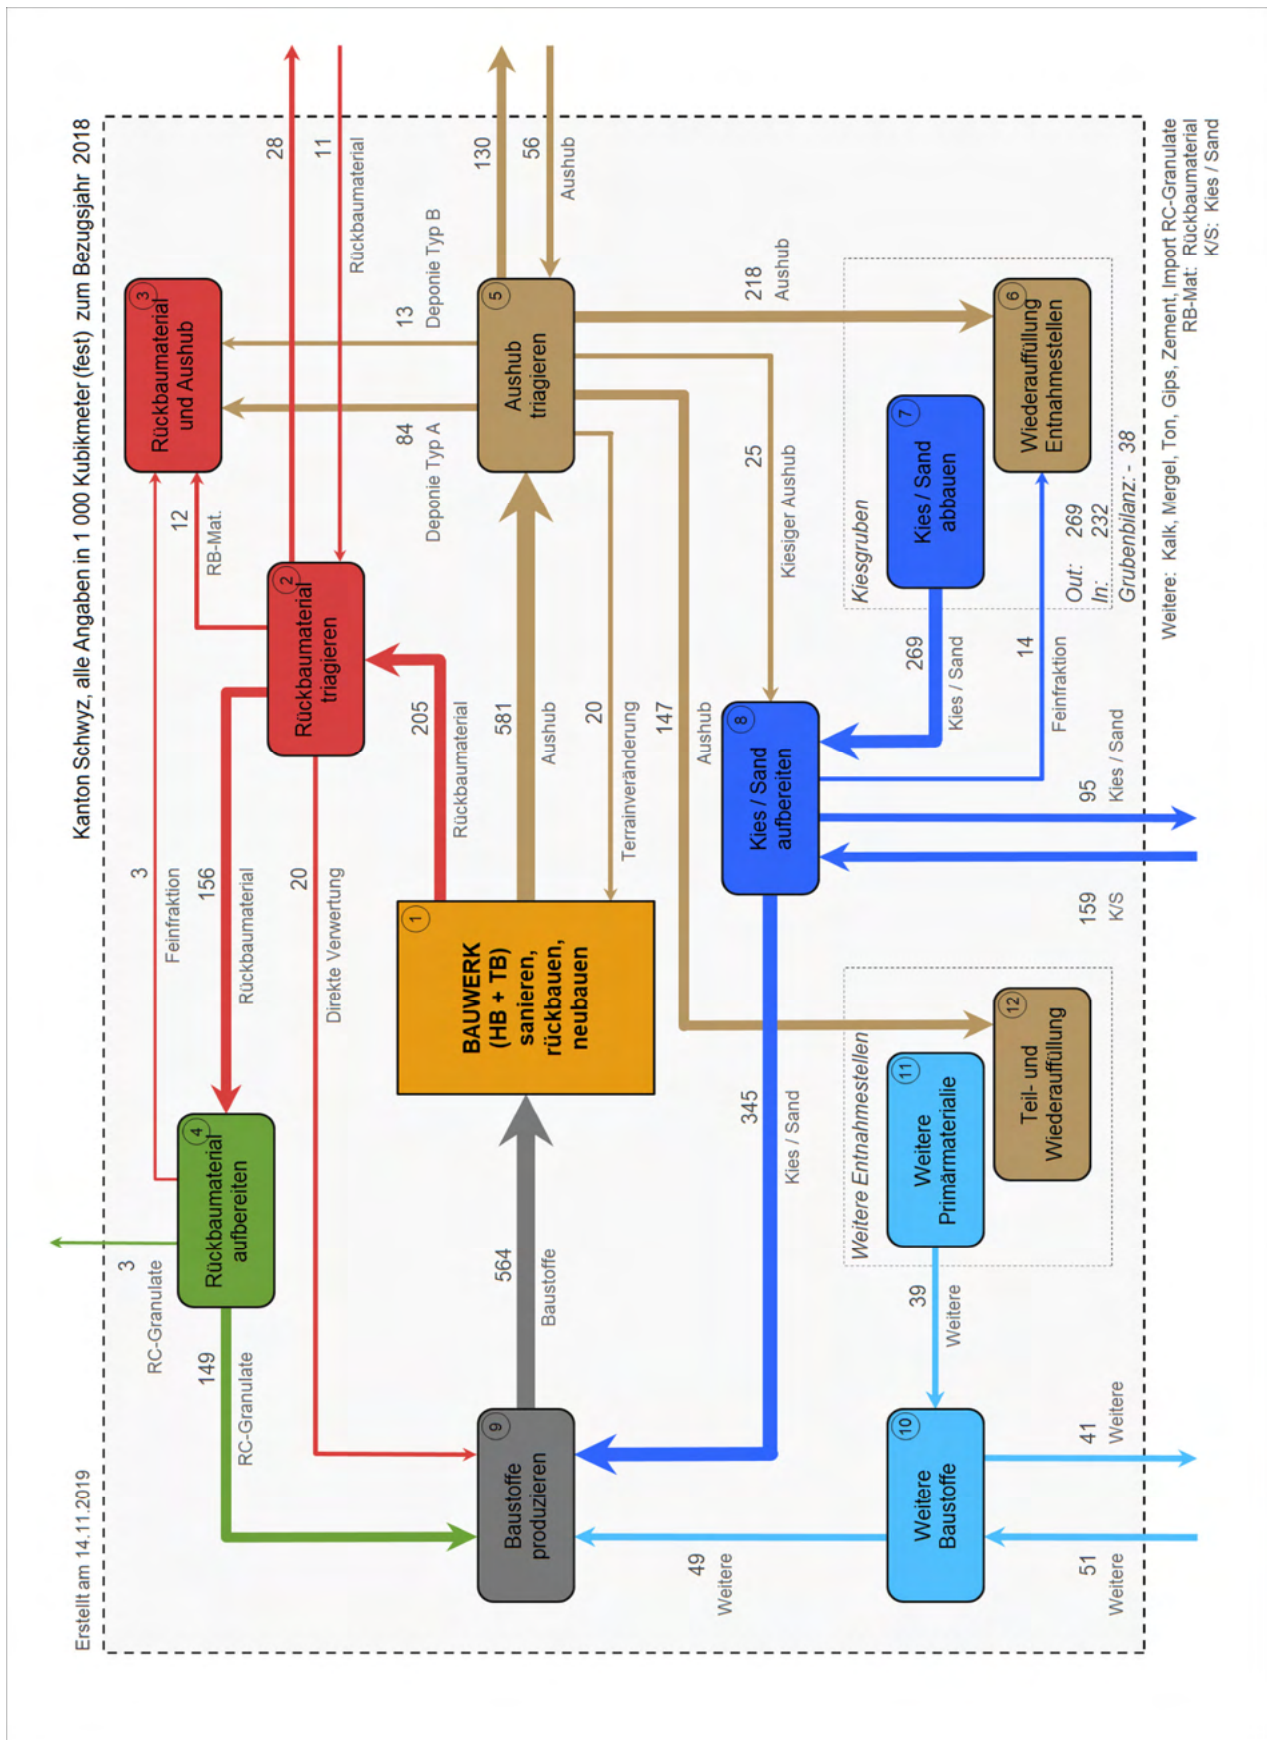 Erstellt am 14.11.2019
Kanton Schwyz, alle Angaben in 1 000 Kubikmeter (fest) zum Bezugsjahr 2018
3
RC-Granulate
4
Rückbaumaterial
aufbereiten
149
RC-Granulate
3
Feinfraktion
156
Rückbaumaterial
20
Direkte Verwertung
12
RB-Mat.
3
Rückbaumaterial
und Aushub
2
Rückbaumaterial
triagieren
28
11
Rückbaumaterial
205
Rückbaumaterial
84
Deponie Typ A
13
Deponie Typ B
9
Baustoffe
produzieren
564
Baustoffe
1
BAUWERK
(HB + TB)
sanieren,
rückbauen,
neubauen
581
Aushub
20
Terrainveränderung
5
Aushub
triagieren
130
56
Aushub
147
Aushub
25
Kiesiger Aushub
218
Aushub
49
Weitere
345
Kies / Sand
8
Kies / Sand
aufbereiten
269
Kies / Sand
14
Feinfraktion
Kiesgruben
7
Kies / Sand
abbauen
6
Wiederauffüllung
Entnahmestellen
Out: 269
In: 232
Grubenbilanz: - 38
10
Weitere
Baustoffe
39
Weitere
Weitere Entnahmestellen
11
Weitere
Primärmaterialie
12
Teil- und
Wiederauffüllung
51
Weitere
41
Weitere
159
K/S
95
Kies / Sand
Weitere: Kalk, Mergel, Ton, Gips, Zement, Import RC-Granulate
RB-Mat: Rückbaumaterial
K/S: Kies / Sand